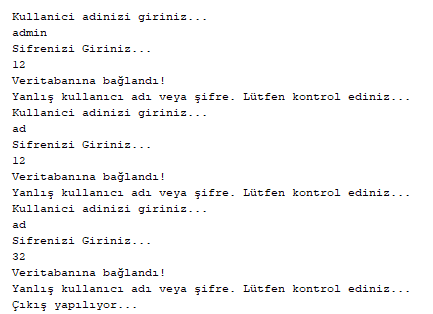 Kullanici adinizi giriniz...
admin
Sifrenizi Giriniz...
12
Veritabanına bağlandı!
Yanlış kullanıcı adı veya şifre. Lütfen kontrol ediniz...
Kullanici adinizi giriniz...
ad
Sifrenizi Giriniz...
12
Veritabanına bağlandı!
Yanlış kullanıcı adı veya şifre. Lütfen kontrol ediniz...
Kullanici adinizi giriniz...
ad
Sifrenizi Giriniz...
32
Veritabanına bağlandı!
Yanlış kullanıcı adı veya şifre. Lütfen kontrol ediniz...
Çıkış yapılıyor...